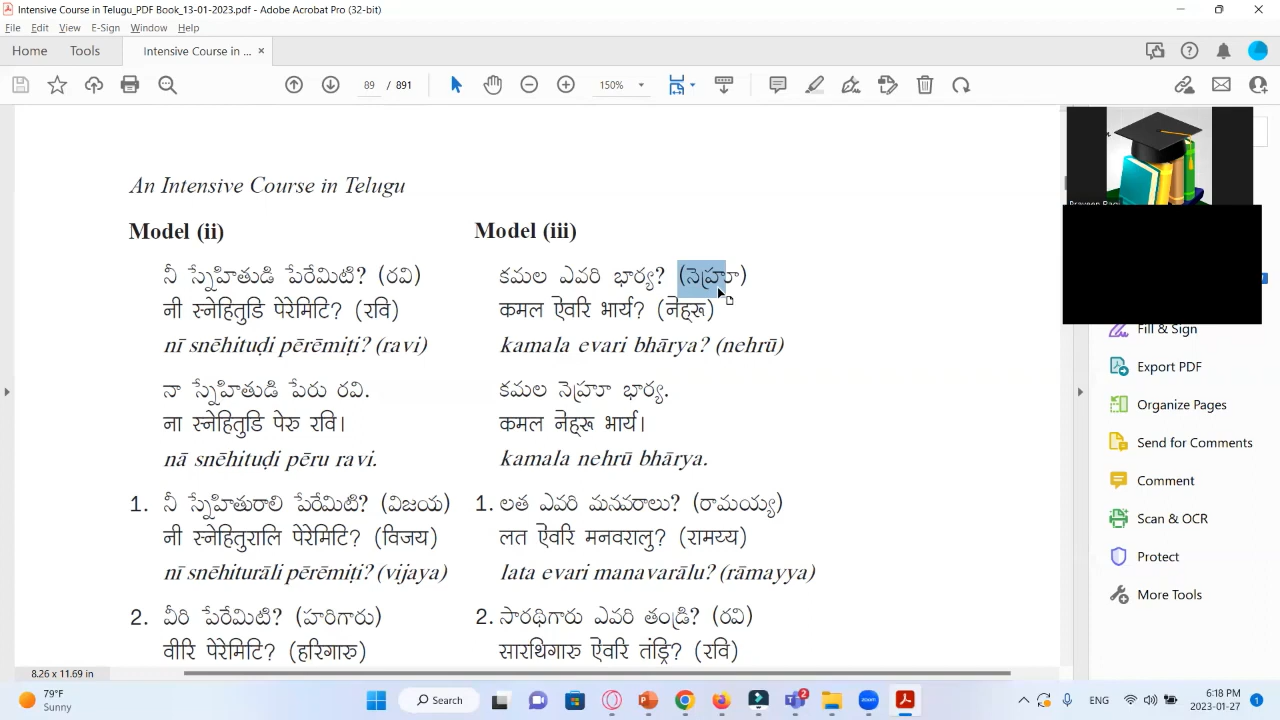 Intensive Course in Telugu_PDF Book_13-01-2023.pdf - Adobe Acrobat Pro (32-bit)
File Edit View E-Sign Window Help
Home Tools Intensive Course in ... ×
89 / 891 150%
An Intensive Course in Telugu
Model (ii)
నీ స్నేహితుడి పేరేమిటి? (రవి)
नी स्नेहितुडि पेरेमिटि? (रवि)
nī snēhituḍi pērēmiṭi? (ravi)
నా స్నేహితుడి పేరు రవి.
ना स्नेहितुडि पेरु रवि।
nā snēhituḍi pēru ravi.
1. నీ స్నేహితురాలి పేరేమిటి? (విజయ)
नी स्नेहितुरालि पेरेमिटि? (विजय)
nī snēhiturāli pērēmiṭi? (vijaya)
2. వీరి పేరేమిటి? (హరిగారు)
वीरि पेरेमिटि? (हरिगारु)
Model (iii)
కమల ఎవరి భార్య? (నెహ్రూ)
कमल ऎवरि भार्य? (नेहरू)
kamala evari bhārya? (nehrū)
కమల నెహ్రూ భార్య.
कमल नेहरू भार्य।
kamala nehrū bhārya.
1. లత ఎవరి మనవరాలు? (రామయ్య)
लत ऎवरि मनवरालु? (रामय्य)
lata evari manavarālu? (rāmayya)
2. సారథిగారు ఎవరి తండ్రి? (రవి)
सारथिगारु ऎवरि तंड्रि? (रवि)
Fill & Sign
Export PDF
Organize Pages
Send for Comments
Comment
Scan & OCR
Protect
More Tools
8.26 x 11.69 in
79°F
Sunny
Search
zoom
2
ENG
6:18 PM
2023-01-27
1